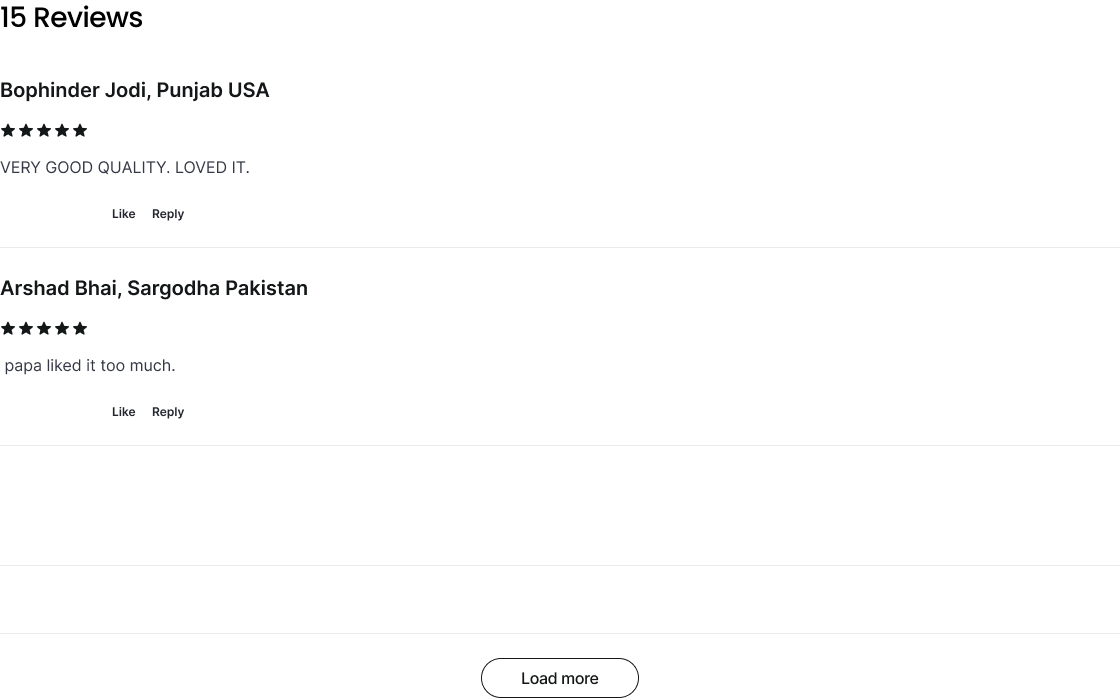 15 Reviews
Bophinder Jodi, Punjab USA
VERY GOOD QUALITY. LOVED IT.
Like Reply
Arshad Bhai, Sargodha Pakistan
papa liked it too much.
Like Reply
Load more